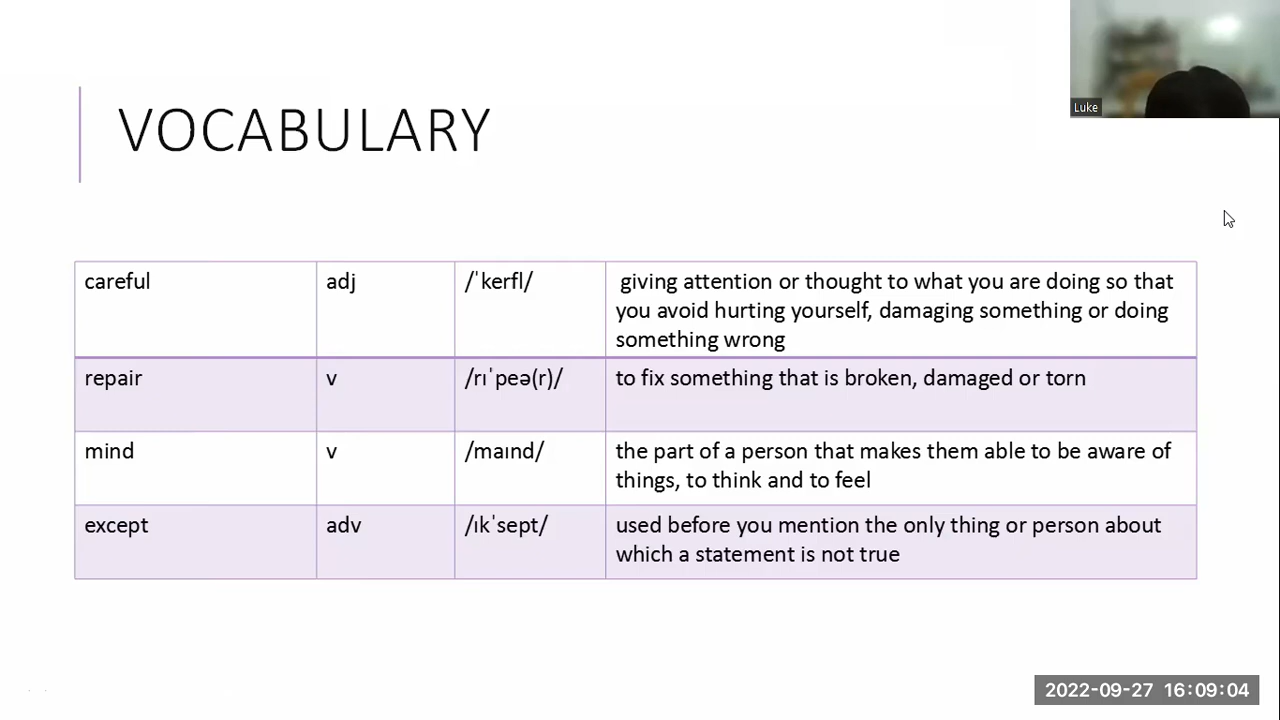 Luke
VOCABULARY
careful adj /ˈkerfl/ giving attention or thought to what you are doing so that
you avoid hurting yourself, damaging something or doing
something wrong
repair v /rɪˈpeə(r)/ to fix something that is broken, damaged or torn
mind v /maɪnd/ the part of a person that makes them able to be aware of
things, to think and to feel
except adv /ɪkˈsept/ used before you mention the only thing or person about
which a statement is not true
2022-09-27 16:09:04